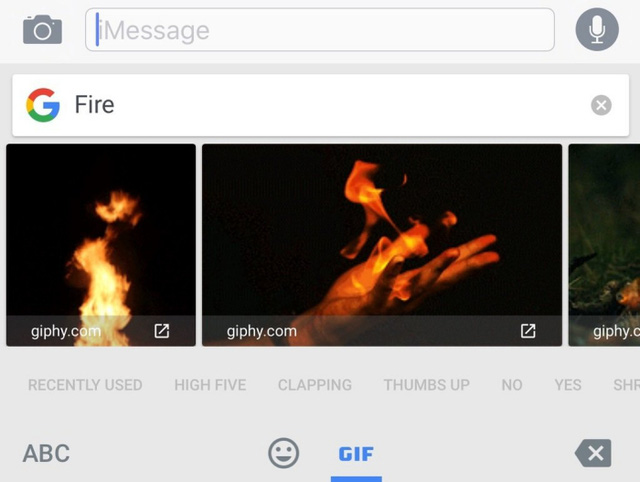 iMessage
Fire
giphy.com
giphy.com
giphy.c
RECENTLY USED HIGH FIVE CLAPPING THUMBS UP NO YES SHR
ABC GIF